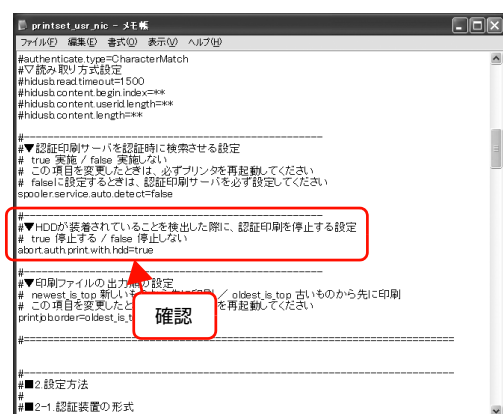 printset_usr_nic - メモ帳
ファイル(F) 編集(E) 書式(O) 表示(V) ヘルプ(H)
#authenticate.type=CharacterMatch
#▽読み取り方式設定
#hidusb.read.timeout=1500
#hidusb.content.begin.index=**
#hidusb.content.userid.length=**
#hidusb.content.length=**
#------------------------------------------------------------
#▼認証印刷サーバを認証時に検索させる設定
# true 実施 / false 実施しない
# この項目を変更したときは、必ずプリンタを再起動してください
# falseに設定するときは、認証印刷サーバを必ず設定してください
spooler.service.auto.detect=false
#------------------------------------------------------------
#▼HDDが装着されていることを検出した際に、認証印刷を停止する設定
# true 停止する / false 停止しない
abort.auth.print.with.hdd=true
#------------------------------------------------------------
#▼印刷ファイルの出力 の設定
# newest_is_top 新しい / oldest_is_top 古いものから先に印刷
# この項目を変更したと を再起動してください
printjob.order=oldest_is_t
確認
#============================================================
#------------------------------------------------------------
#■2.設定方法
#
#■2-1.認証装置の形式